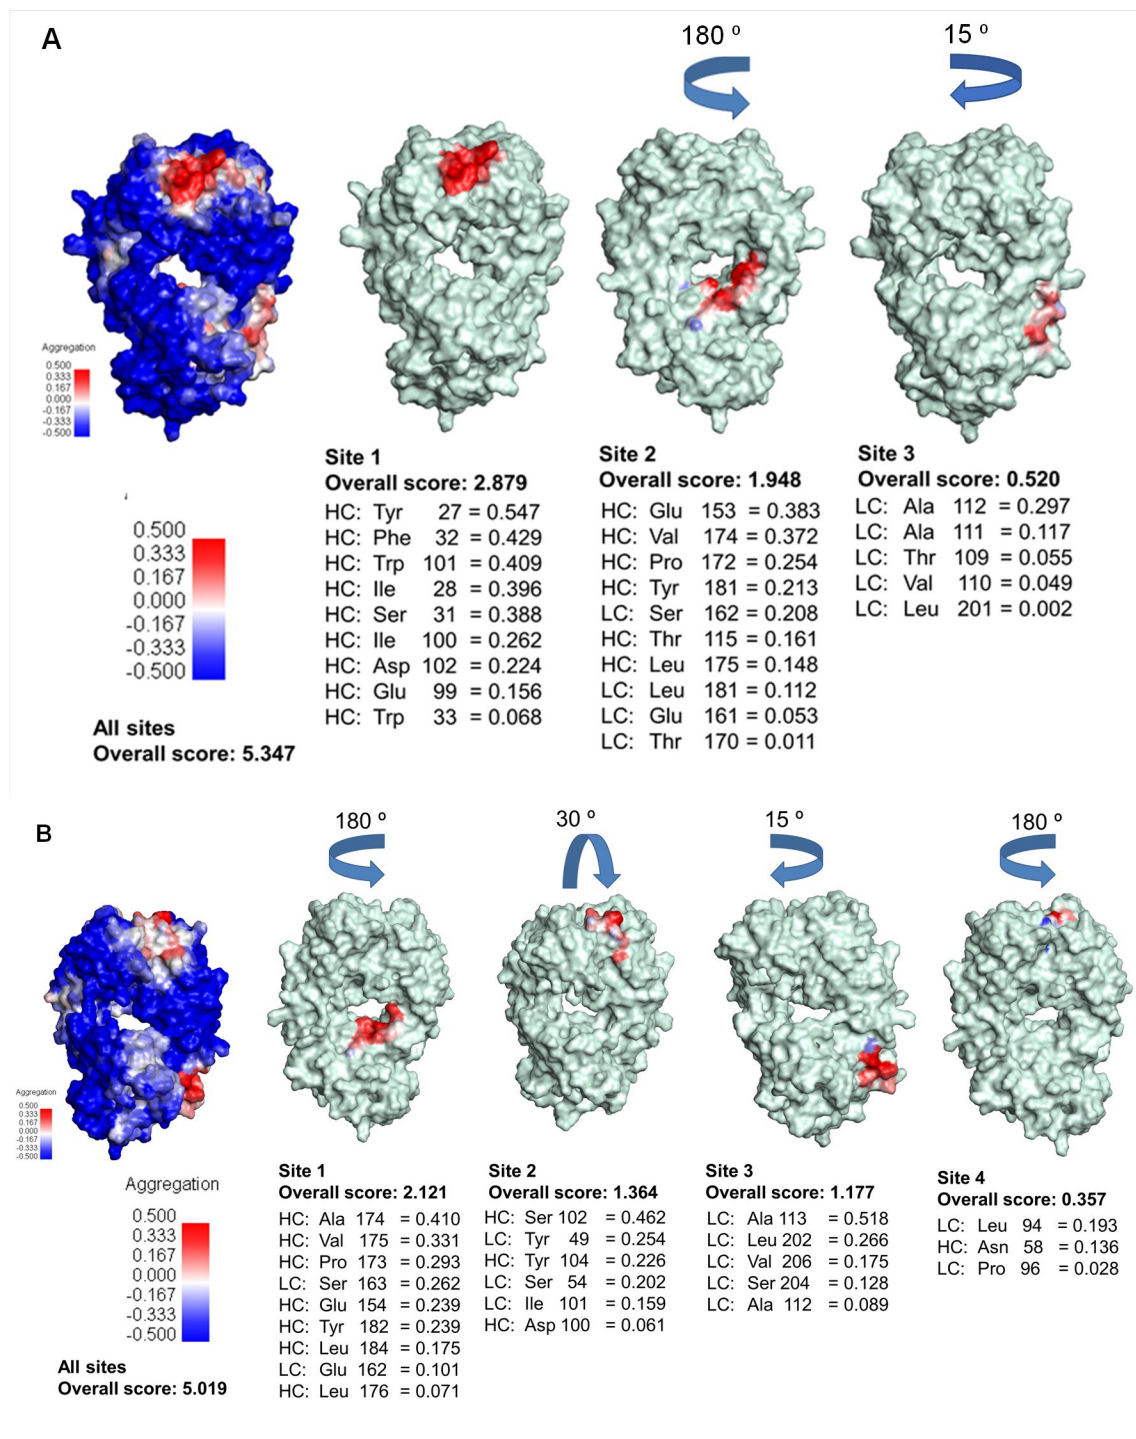 A
180 º
15 º
Aggregation
0.500
0.333
0.167
0.000
-0.167
-0.333
-0.500
0.500
0.333
0.167
0.000
-0.167
-0.333
-0.500
All sites
Overall score: 5.347
Site 1
Overall score: 2.879
HC: Tyr 27 = 0.547
HC: Phe 32 = 0.429
HC: Trp 101 = 0.409
HC: Ile 28 = 0.396
HC: Ser 31 = 0.388
HC: Ile 100 = 0.262
HC: Asp 102 = 0.224
HC: Glu 99 = 0.156
HC: Trp 33 = 0.068
Site 2
Overall score: 1.948
HC: Glu 153 = 0.383
HC: Val 174 = 0.372
HC: Pro 172 = 0.254
HC: Tyr 181 = 0.213
LC: Ser 162 = 0.208
HC: Thr 115 = 0.161
HC: Leu 175 = 0.148
LC: Leu 181 = 0.112
LC: Glu 161 = 0.053
LC: Thr 170 = 0.011
Site 3
Overall score: 0.520
LC: Ala 112 = 0.297
LC: Ala 111 = 0.117
LC: Thr 109 = 0.055
LC: Val 110 = 0.049
LC: Leu 201 = 0.002
B
180 º
30 º
15 º
180 º
Aggregation
0.500
0.333
0.167
0.000
-0.167
-0.333
-0.500
Aggregation
0.500
0.333
0.167
0.000
-0.167
-0.333
-0.500
All sites
Overall score: 5.019
Site 1
Overall score: 2.121
HC: Ala 174 = 0.410
HC: Val 175 = 0.331
HC: Pro 173 = 0.293
LC: Ser 163 = 0.262
HC: Glu 154 = 0.239
HC: Tyr 182 = 0.239
HC: Leu 184 = 0.175
LC: Glu 162 = 0.101
HC: Leu 176 = 0.071
Site 2
Overall score: 1.364
HC: Ser 102 = 0.462
LC: Tyr 49 = 0.254
HC: Tyr 104 = 0.226
LC: Ser 54 = 0.202
LC: Ile 101 = 0.159
HC: Asp 100 = 0.061
Site 3
Overall score: 1.177
LC: Ala 113 = 0.518
LC: Leu 202 = 0.266
LC: Val 206 = 0.175
LC: Ser 204 = 0.128
LC: Ala 112 = 0.089
Site 4
Overall score: 0.357
LC: Leu 94 = 0.193
HC: Asn 58 = 0.136
LC: Pro 96 = 0.028